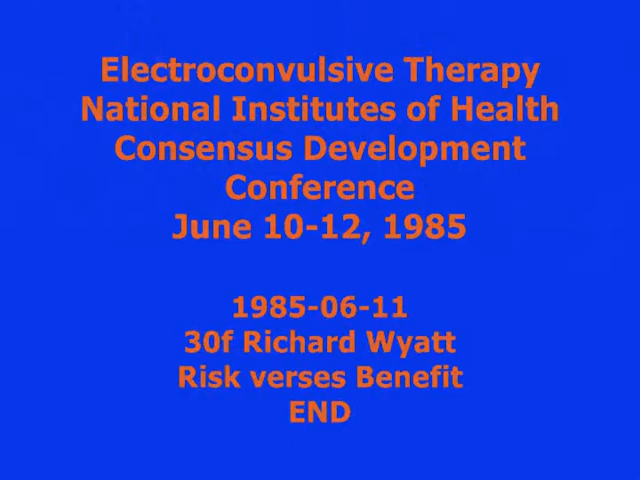 Electroconvulsive Therapy
National Institutes of Health
Consensus Development
Conference
June 10-12, 1985
1985-06-11
30f Richard Wyatt
Risk verses Benefit
END